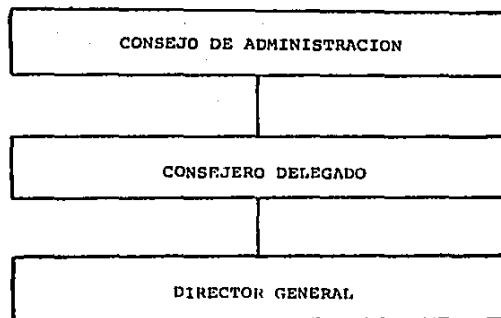 CONSEJO DE ADMINISTRACION
CONSEJERO DELEGADO
DIRECTOR GENERAL